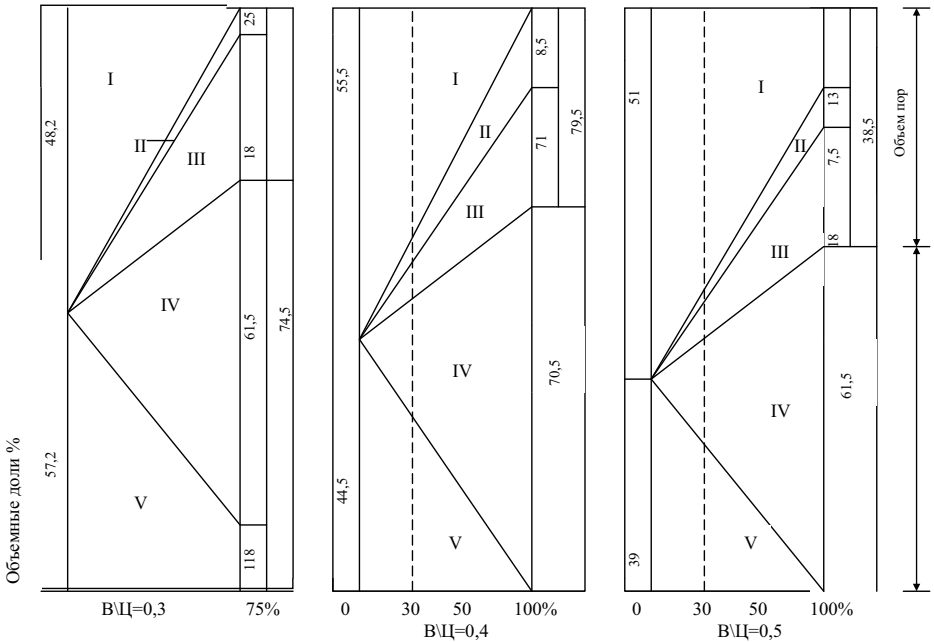 Объемные доли %
48,2
57,2
I
II
III
IV
V
25
18
61,5
118
74,5
В\Ц=0,3
75%
55,5
44,5
I
II
III
IV
V
8,5
71
79,5
70,5
0
30
50
100%
В\Ц=0,4
51
39
I
II
III
IV
V
13
7,5
18
38,5
61,5
0
30
50
100%
В\Ц=0,5
Объем пор